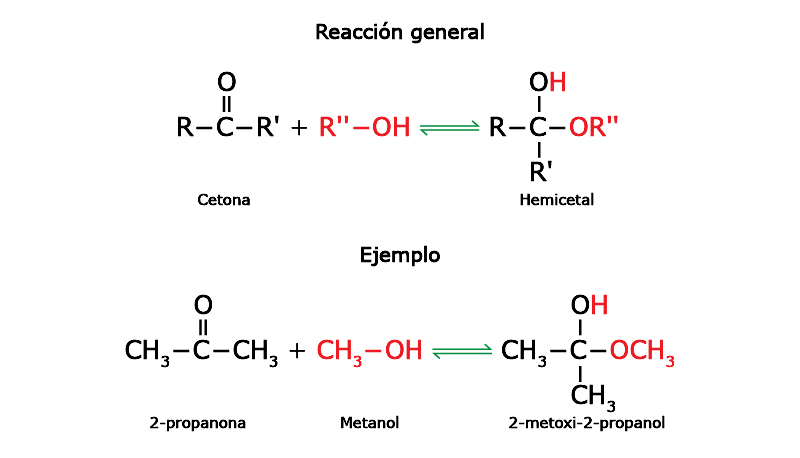 Reacción general
O OH
R–C–R' + R''–OH ⇌ R–C–OR''
R'
Cetona Hemicetal
Ejemplo
O OH
CH3–C–CH3 + CH3–OH ⇌ CH3–C–OCH3
CH3
2-propanona Metanol 2-metoxi-2-propanol